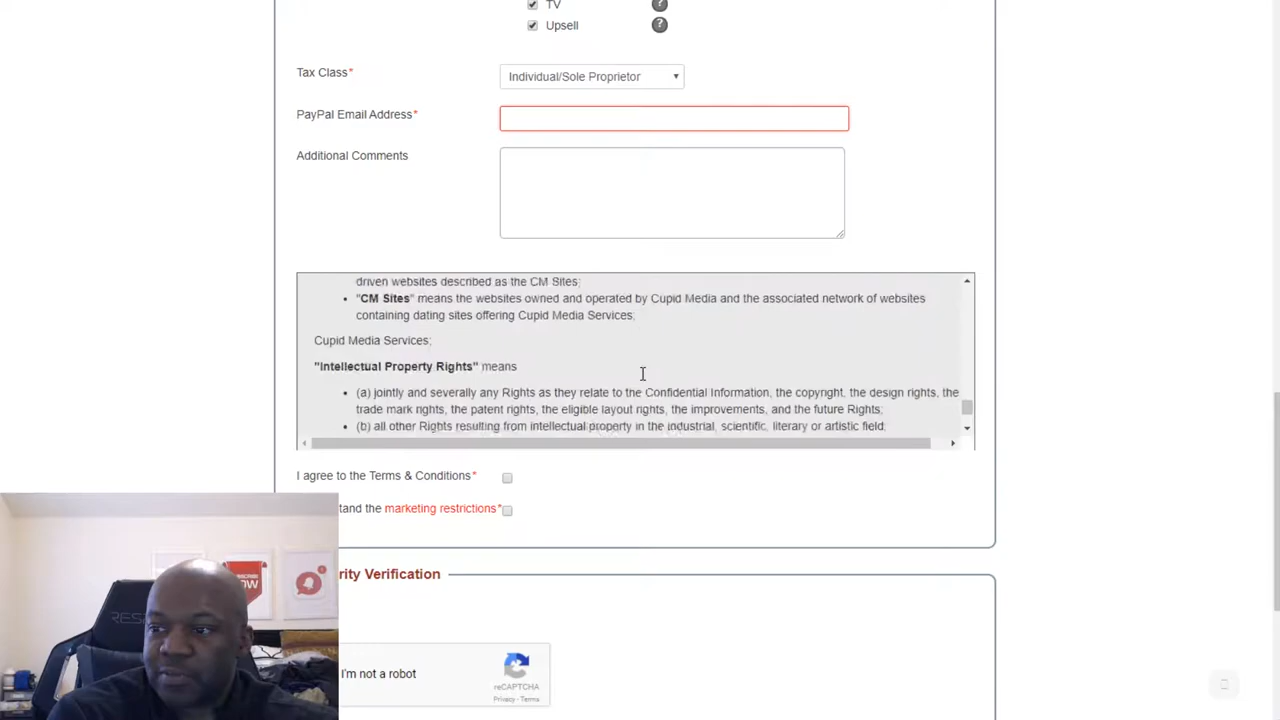 TV
Upsell
Tax Class*
Individual/Sole Proprietor
PayPal Email Address*
Additional Comments
driven websites described as the CM Sites;
"CM Sites" means the websites owned and operated by Cupid Media and the associated network of websites
containing dating sites offering Cupid Media Services;
Cupid Media Services;
"Intellectual Property Rights" means
(a) jointly and severally any Rights as they relate to the Confidential Information, the copyright, the design rights, the
trade mark rights, the patent rights, the eligible layout rights, the improvements, and the future Rights;
(b) all other Rights resulting from intellectual property in the industrial, scientific, literary or artistic field;
I agree to the Terms & Conditions*
tand the marketing restrictions*
rity Verification
I'm not a robot
reCAPTCHA
Privacy - Terms